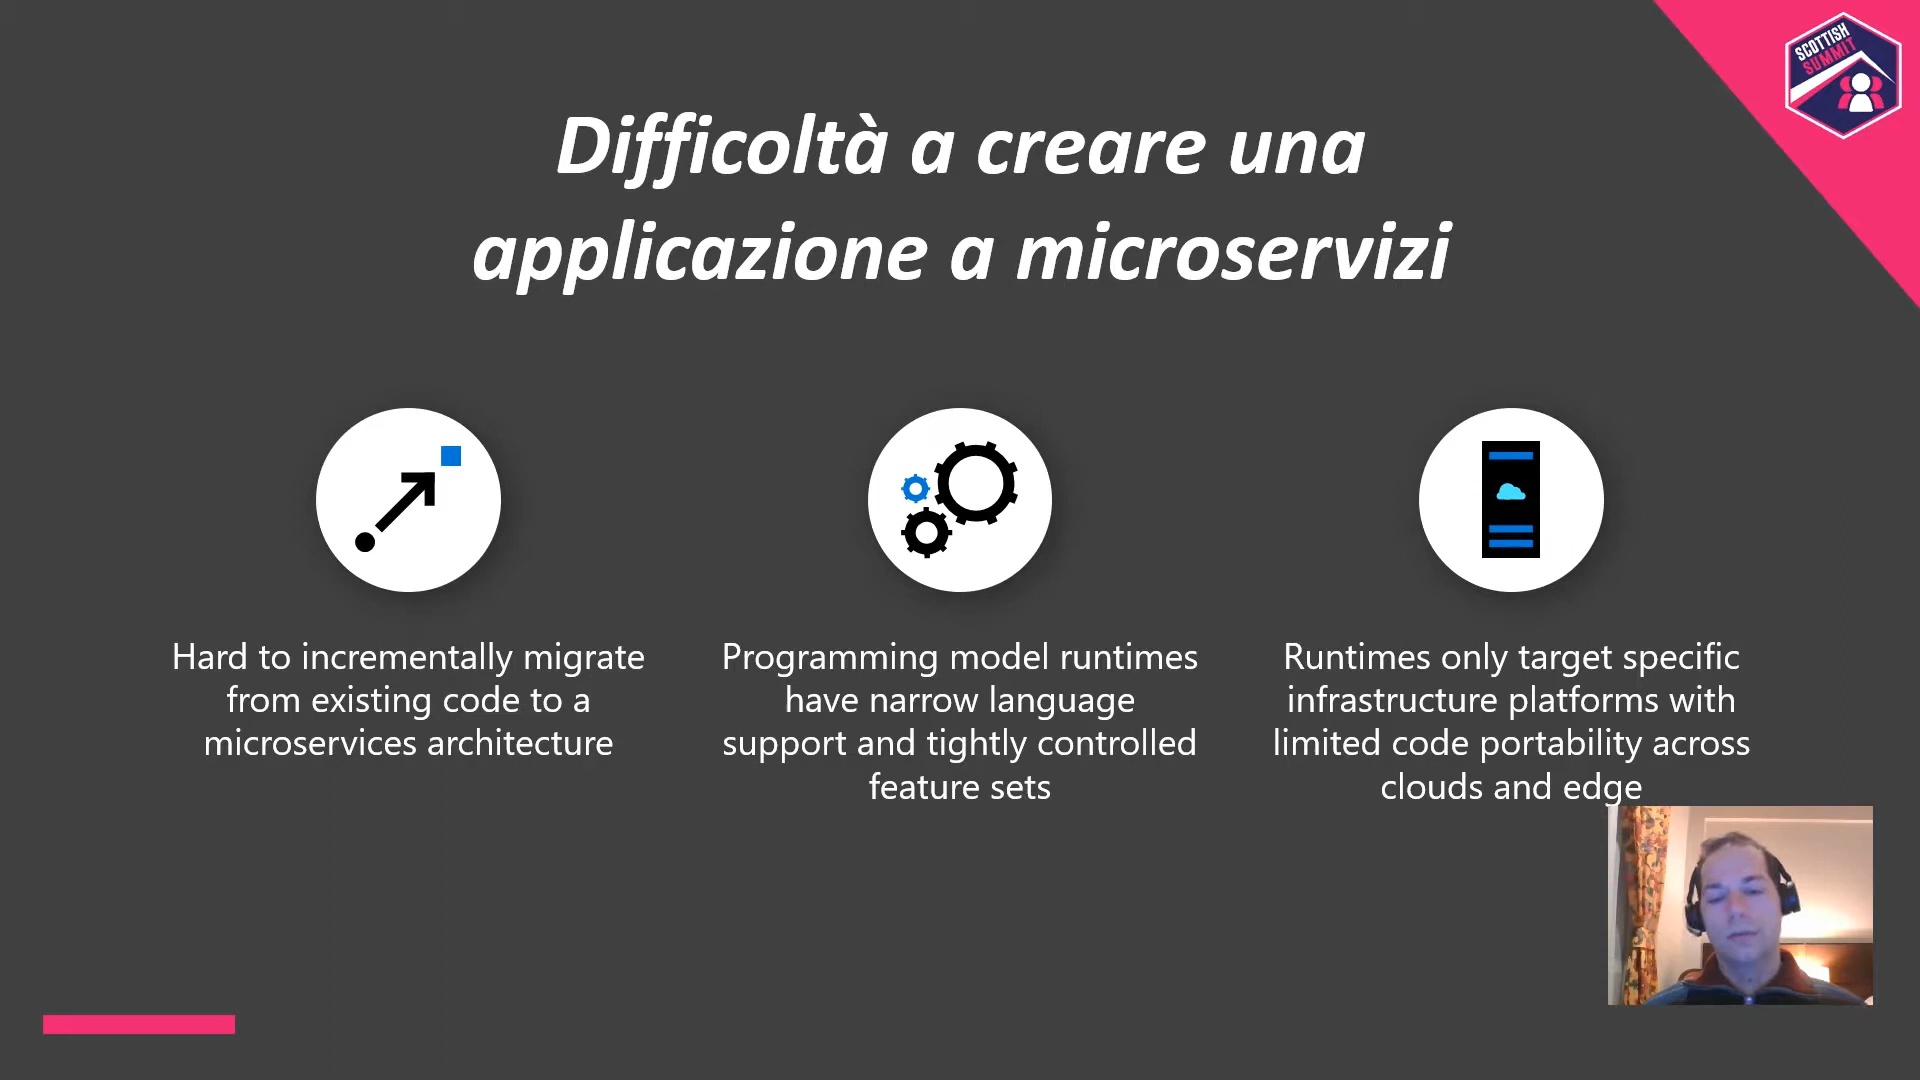 SCOTTISH
SUMMIT
Difficoltà a creare una
applicazione a microservizi
Hard to incrementally migrate
from existing code to a
microservices architecture
Programming model runtimes
have narrow language
support and tightly controlled
feature sets
Runtimes only target specific
infrastructure platforms with
limited code portability across
clouds and edge